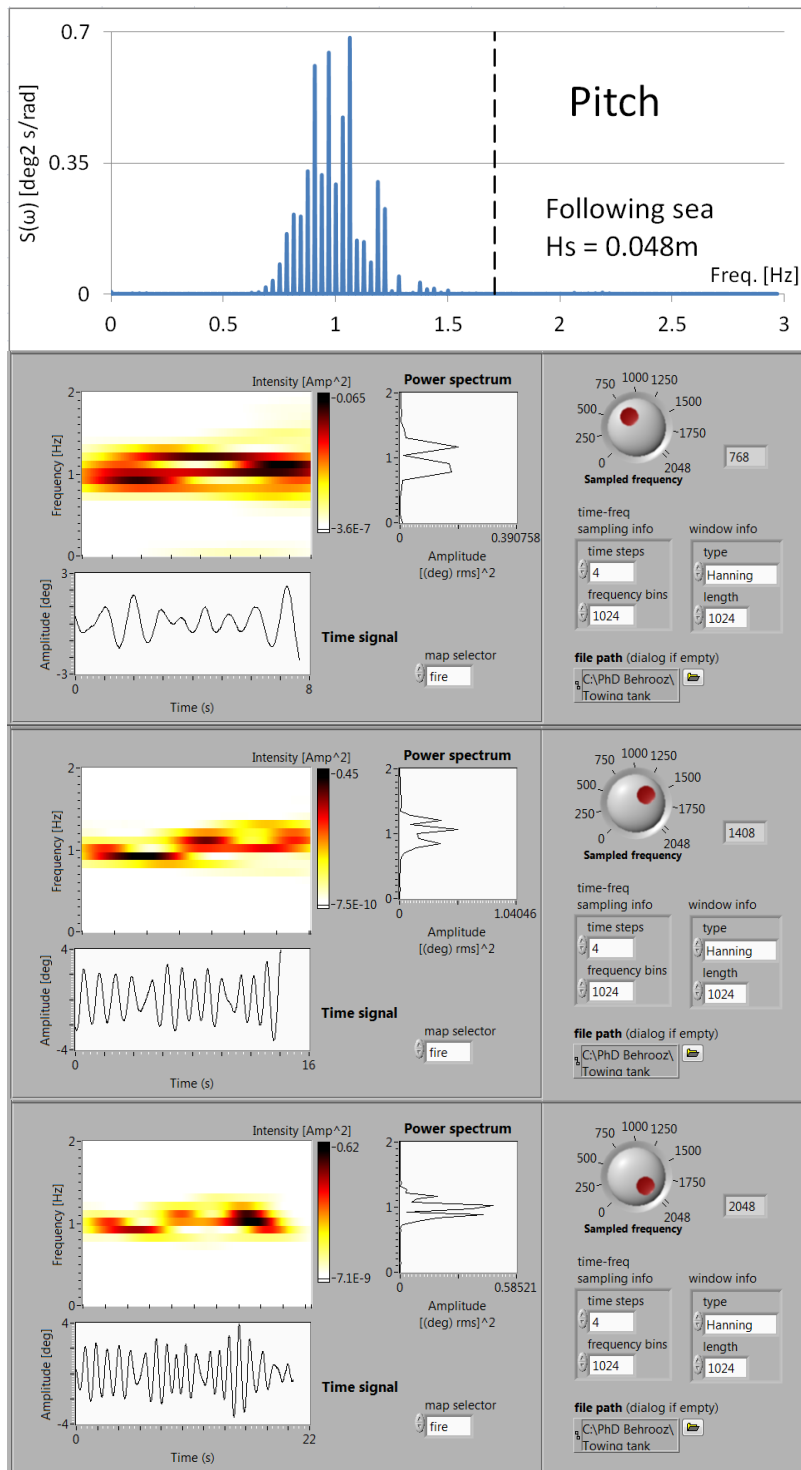 0.7
0.35
0
S(ω) [deg2 s/rad]
Pitch
Following sea
Hs = 0.048m
Freq. [Hz]
0 0.5 1 1.5 2 2.5 3
Intensity [Amp^2]
Frequency [Hz]
2
1
0
0.065
3.6E-7
Power spectrum
2
1
0
0 0.390758
Amplitude
[(deg) rms]^2
Amplitude [deg]
3
-3
0 8
Time (s)
Time signal
map selector
fire
0 250 500 750 1000 1250 1500 1750 2048
Sampled frequency
768
time-freq
sampling info
time steps
4
frequency bins
1024
window info
type
Hanning
length
1024
file path (dialog if empty)
C:\PhD Behrooz\
Towing tank
Intensity [Amp^2]
Frequency [Hz]
2
1
0
0.45
7.5E-10
Power spectrum
2
1
0
0 1.04046
Amplitude
[(deg) rms]^2
Amplitude [deg]
4
-4
0 16
Time (s)
Time signal
map selector
fire
0 250 500 750 1000 1250 1500 1750 2048
Sampled frequency
1408
time-freq
sampling info
time steps
4
frequency bins
1024
window info
type
Hanning
length
1024
file path (dialog if empty)
C:\PhD Behrooz\
Towing tank
Intensity [Amp^2]
Frequency [Hz]
2
1
0
0.62
7.1E-9
Power spectrum
2
1
0
0 0.58521
Amplitude
[(deg) rms]^2
Amplitude [deg]
4
-4
0 22
Time (s)
Time signal
map selector
fire
0 250 500 750 1000 1250 1500 1750 2048
Sampled frequency
2048
time-freq
sampling info
time steps
4
frequency bins
1024
window info
type
Hanning
length
1024
file path (dialog if empty)
C:\PhD Behrooz\
Towing tank